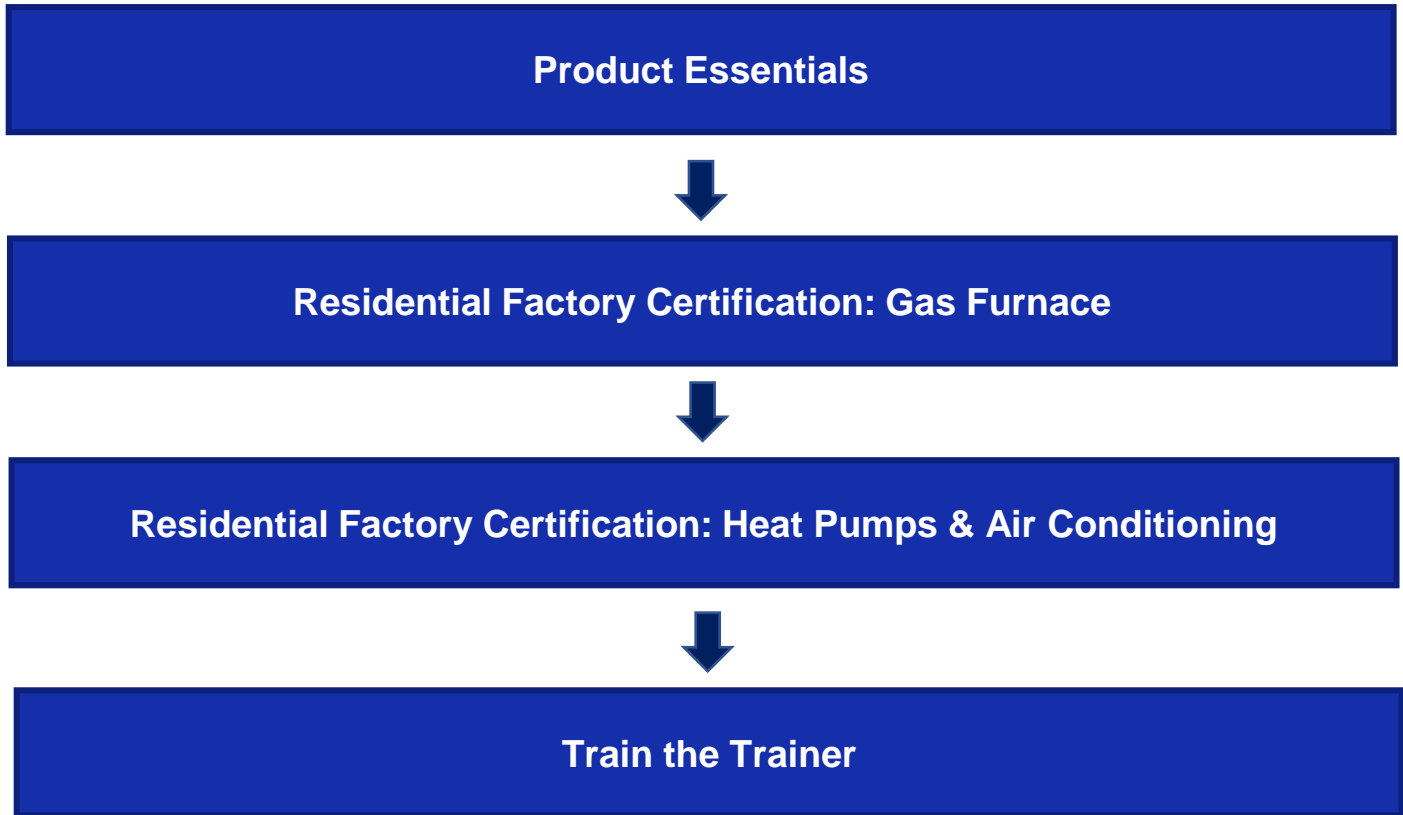 Product Essentials
Residential Factory Certification: Gas Furnace
Residential Factory Certification: Heat Pumps & Air Conditioning
Train the Trainer